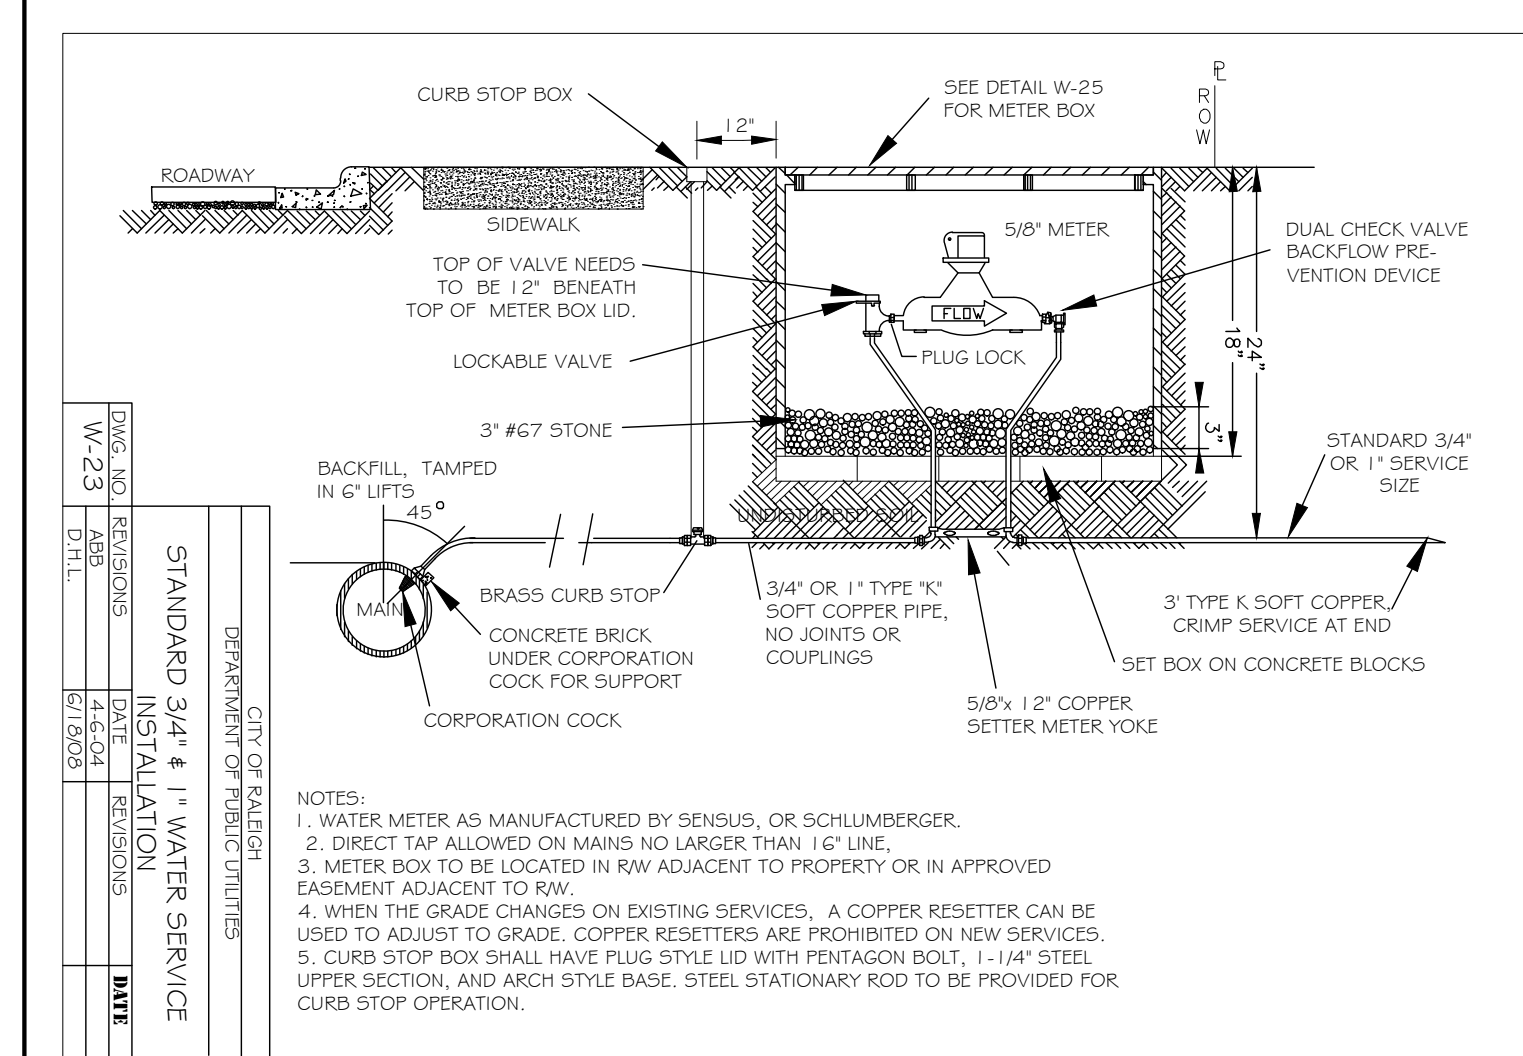 CURB STOP BOX
12"
SEE DETAIL W-25
FOR METER BOX
PL
R
O
W
ROADWAY
SIDEWALK
TOP OF VALVE NEEDS
TO BE 12" BENEATH
TOP OF METER BOX LID.
5/8" METER
DUAL CHECK VALVE
BACKFLOW PRE-
VENTION DEVICE
FLOW
LOCKABLE VALVE
PLUG LOCK
18"
24"
3" #67 STONE
3"
STANDARD 3/4"
OR 1" SERVICE
SIZE
BACKFILL, TAMPED
IN 6" LIFTS
45°
UNDISTURBED SOIL
MAIN
BRASS CURB STOP
CONCRETE BRICK
UNDER CORPORATION
COCK FOR SUPPORT
CORPORATION COCK
3/4" OR 1" TYPE "K"
SOFT COPPER PIPE,
NO JOINTS OR
COUPLINGS
3' TYPE K SOFT COPPER,
CRIMP SERVICE AT END
SET BOX ON CONCRETE BLOCKS
5/8"x 12" COPPER
SETTER METER YOKE
NOTES:
1. WATER METER AS MANUFACTURED BY SENSUS, OR SCHLUMBERGER.
2. DIRECT TAP ALLOWED ON MAINS NO LARGER THAN 16" LINE,
3. METER BOX TO BE LOCATED IN R/W ADJACENT TO PROPERTY OR IN APPROVED
EASEMENT ADJACENT TO R/W.
4. WHEN THE GRADE CHANGES ON EXISTING SERVICES, A COPPER RESETTER CAN BE
USED TO ADJUST TO GRADE. COPPER RESETTERS ARE PROHIBITED ON NEW SERVICES.
5. CURB STOP BOX SHALL HAVE PLUG STYLE LID WITH PENTAGON BOLT, 1-1/4" STEEL
UPPER SECTION, AND ARCH STYLE BASE. STEEL STATIONARY ROD TO BE PROVIDED FOR
CURB STOP OPERATION.
CITY OF RALEIGH
DEPARTMENT OF PUBLIC UTILITIES
STANDARD 3/4" & 1" WATER SERVICE
INSTALLATION
DWG. NO. REVISIONS DATE REVISIONS DATE
W-23
ABB 4-6-04
D.H.L. 6/18/08